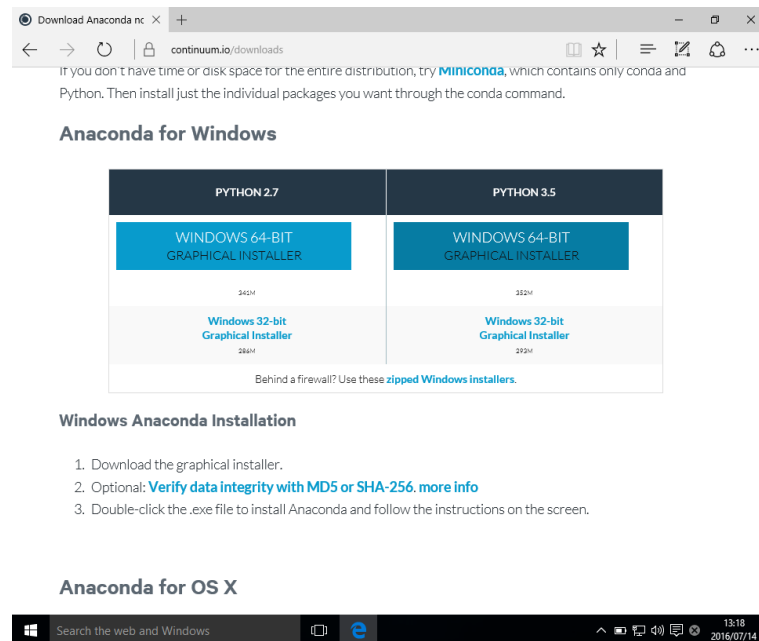 Download Anaconda nc
continuum.io/downloads
If you don't have time or disk space for the entire distribution, try Miniconda, which contains only conda and
Python. Then install just the individual packages you want through the conda command.
Anaconda for Windows
PYTHON 2.7
PYTHON 3.5
WINDOWS 64-BIT
GRAPHICAL INSTALLER
WINDOWS 64-BIT
GRAPHICAL INSTALLER
341M
352M
Windows 32-bit
Graphical Installer
Windows 32-bit
Graphical Installer
286M
293M
Behind a firewall? Use these zipped Windows installers.
Windows Anaconda Installation
1. Download the graphical installer.
2. Optional: Verify data integrity with MD5 or SHA-256. more info
3. Double-click the .exe file to install Anaconda and follow the instructions on the screen.
Anaconda for OS X
Search the web and Windows
13:18
2016/07/14